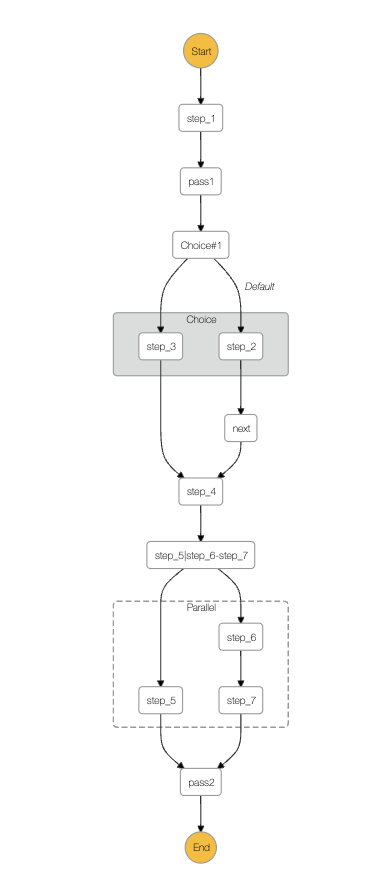 Start
step_1
pass1
Choice#1
Default
Choice
step_3 step_2
next
step_4
step_5|step_6-step_7
Parallel
step_6
step_5 step_7
pass2
End